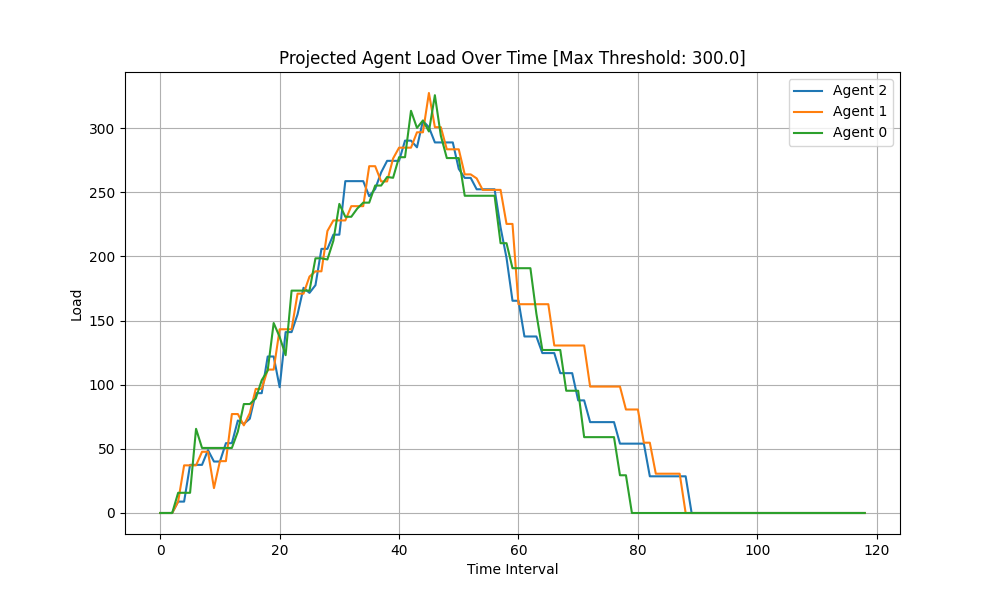 Projected Agent Load Over Time [Max Threshold: 300.0]
Agent 2
Agent 1
Agent 0
Load
300
250
200
150
100
50
0
0 20 40 60 80 100 120
Time Interval